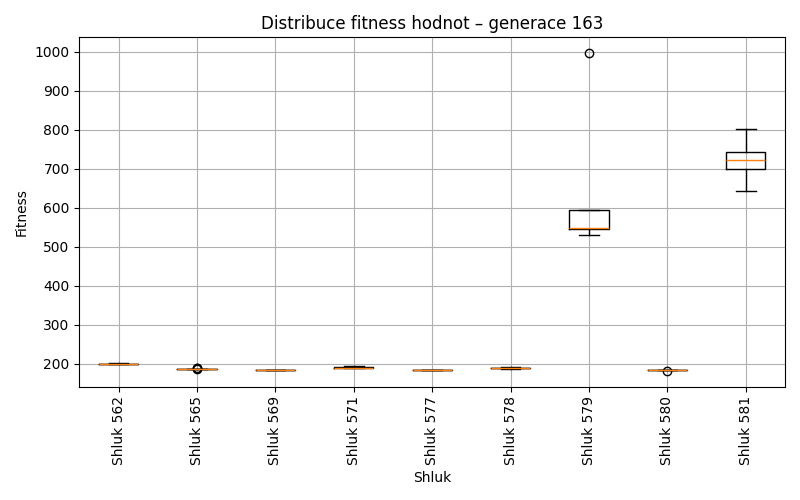 Distribuce fitness hodnot – generace 163
Fitness
1000
900
800
700
600
500
400
300
200
Shluk 562
Shluk 565
Shluk 569
Shluk 571
Shluk 577
Shluk 578
Shluk 579
Shluk 580
Shluk 581
Shluk